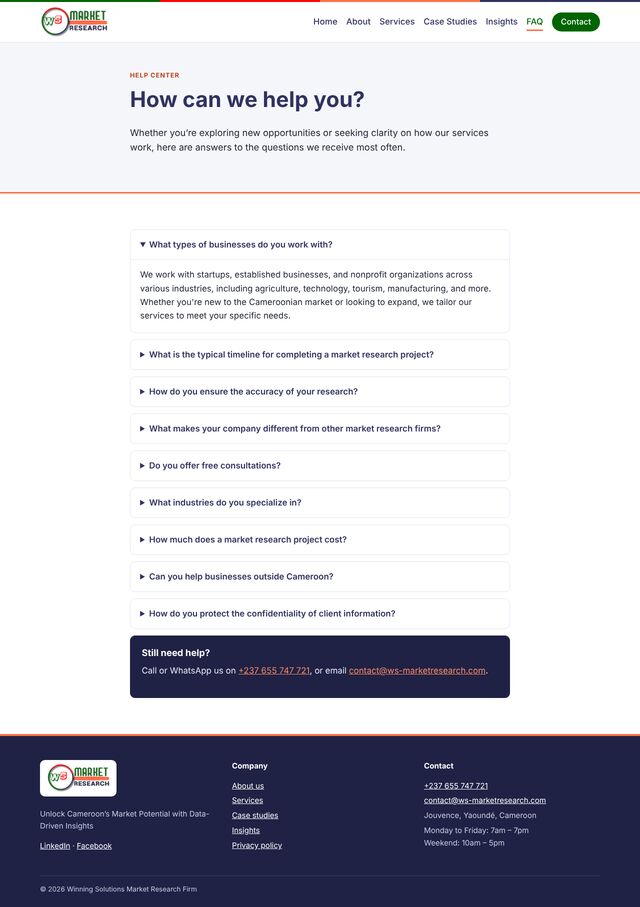 WS MARKET
RESEARCH
Home About Services Case Studies Insights FAQ Contact
HELP CENTER
How can we help you?
Whether you’re exploring new opportunities or seeking clarity on how our services
work, here are answers to the questions we receive most often.
What types of businesses do you work with?
We work with startups, established businesses, and nonprofit organizations across
various industries, including agriculture, technology, tourism, manufacturing, and more.
Whether you're new to the Cameroonian market or looking to expand, we tailor our
services to meet your specific needs.
What is the typical timeline for completing a market research project?
How do you ensure the accuracy of your research?
What makes your company different from other market research firms?
Do you offer free consultations?
What industries do you specialize in?
How much does a market research project cost?
Can you help businesses outside Cameroon?
How do you protect the confidentiality of client information?
Still need help?
Call or WhatsApp us on +237 655 747 721, or email contact@ws-marketresearch.com.
WS MARKET
RESEARCH
Unlock Cameroon’s Market Potential with Data-
Driven Insights
LinkedIn · Facebook
Company
About us
Services
Case studies
Insights
Privacy policy
Contact
+237 655 747 721
contact@ws-marketresearch.com
Jouvence, Yaoundé, Cameroon
Monday to Friday: 7am – 7pm
Weekend: 10am – 5pm
© 2026 Winning Solutions Market Research Firm